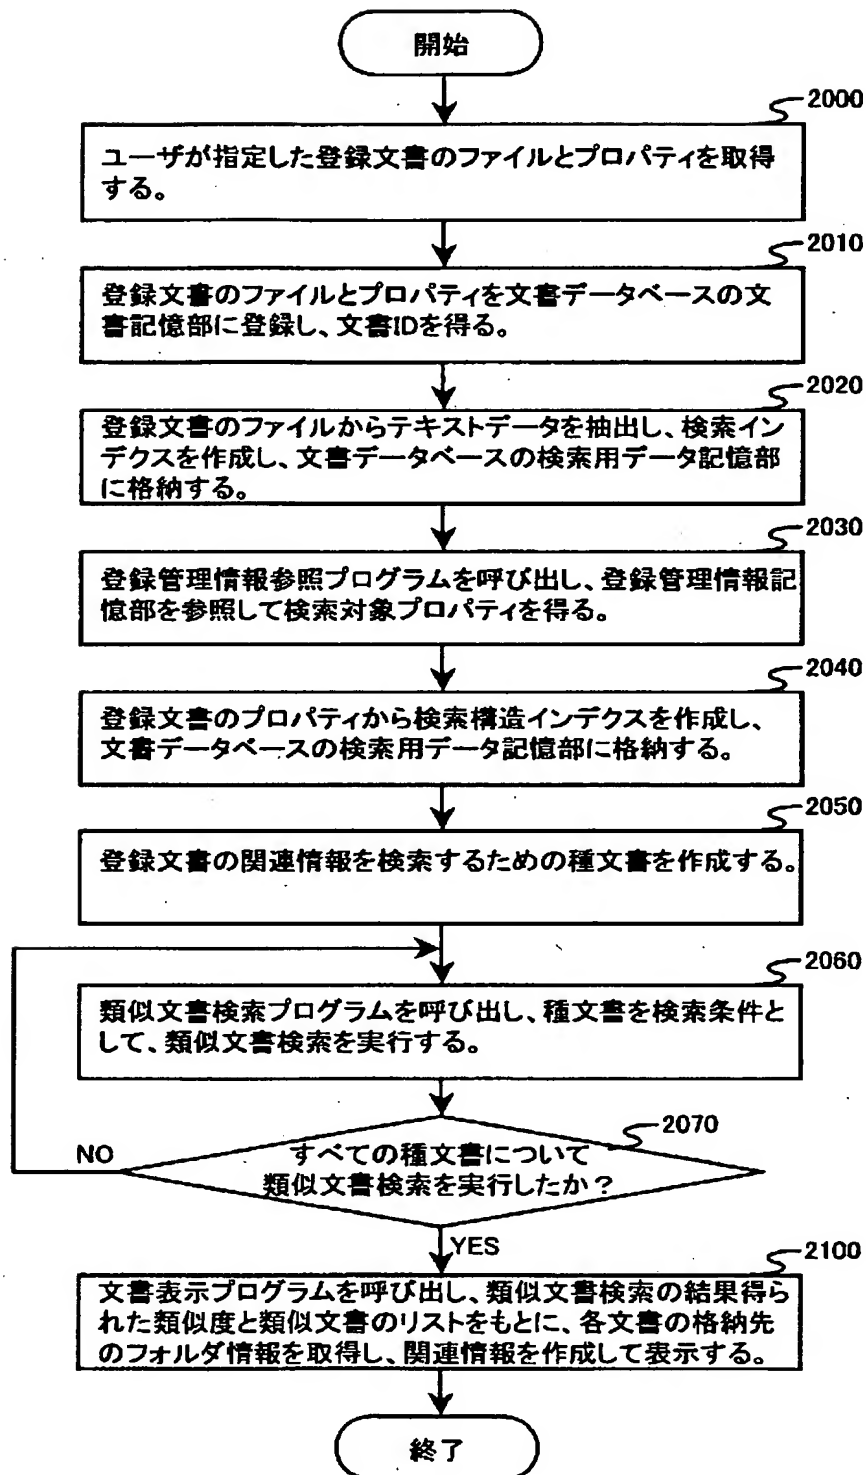 開始
2000
ユーザが指定した登録文書のファイルとプロパティを取得
する。
2010
登録文書のファイルとプロパティを文書データベースの文
書記憶部に登録し、文書IDを得る。
2020
登録文書のファイルからテキストデータを抽出し、検索イン
デクスを作成し、文書データベースの検索用データ記憶部
に格納する。
2030
登録管理情報参照プログラムを呼び出し、登録管理情報記
憶部を参照して検索対象プロパティを得る。
2040
登録文書のプロパティから検索構造インデクスを作成し、
文書データベースの検索用データ記憶部に格納する。
2050
登録文書の関連情報を検索するための種文書を作成する。
2060
類似文書検索プログラムを呼び出し、種文書を検索条件と
して、類似文書検索を実行する。
2070
すべての種文書について
類似文書検索を実行したか？
NO
YES
2100
文書表示プログラムを呼び出し、類似文書検索の結果得ら
れた類似度と類似文書のリストをもとに、各文書の格納先
のフォルダ情報を取得し、関連情報を作成して表示する。
終了